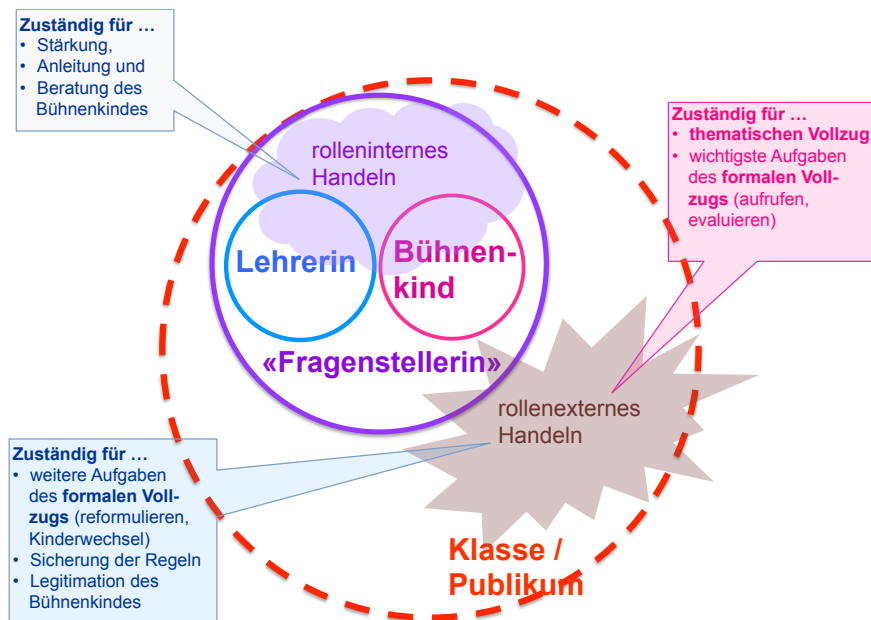 Zuständig für …
• Stärkung,
• Anleitung und
• Beratung des
Bühnenkindes
rolleninternes
Handeln
Zuständig für …
• thematischen Vollzug
• wichtigste Aufgaben
des formalen Voll-
zugs (aufrufen,
evaluieren)
Lehrerin
Bühnen-
kind
«Fragenstellerin»
rollenexternes
Handeln
Zuständig für …
• weitere Aufgaben
des formalen Voll-
zugs (reformulieren,
Kinderwechsel)
• Sicherung der Regeln
• Legitimation des
Bühnenkindes
Klasse /
Publikum